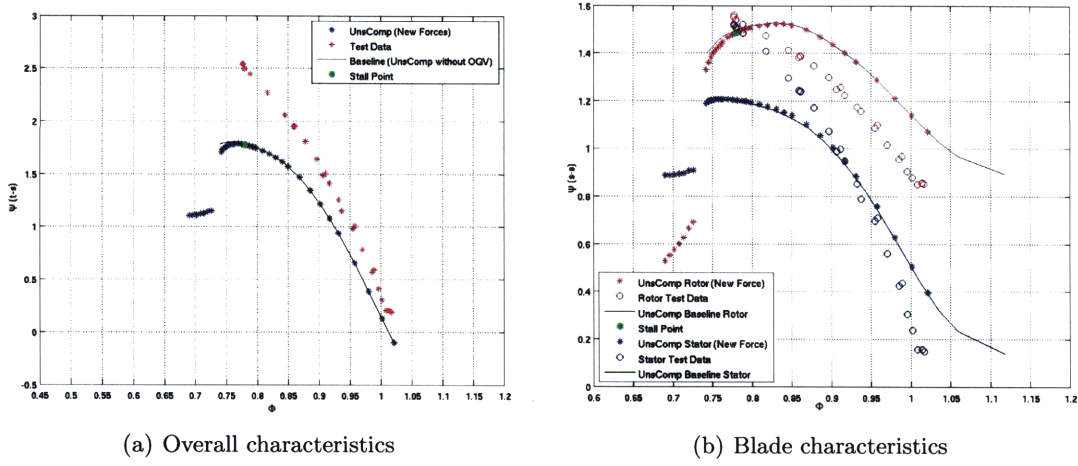 3
2.5
2
1.5
1
0.5
0
-0.5
Ψ (t-s)
0.45 0.5 0.55 0.6 0.65 0.7 0.75 0.8 0.85 0.9 0.95 1 1.05 1.1 1.15 1.2
Φ
UnsComp (New Forces)
Test Data
Baseline (UnsComp without OGV)
Stall Point
(a) Overall characteristics
1.6
1.4
1.2
1
0.8
0.6
0.4
0.2
0
Ψ (s-s)
0.6 0.65 0.7 0.75 0.8 0.85 0.9 0.95 1 1.05 1.1 1.15 1.2
Φ
UnsComp Rotor (New Force)
Rotor Test Data
UnsComp Baseline Rotor
Stall Point
UnsComp Stator (New Force)
Stator Test Data
UnsComp Baseline Stator
(b) Blade characteristics